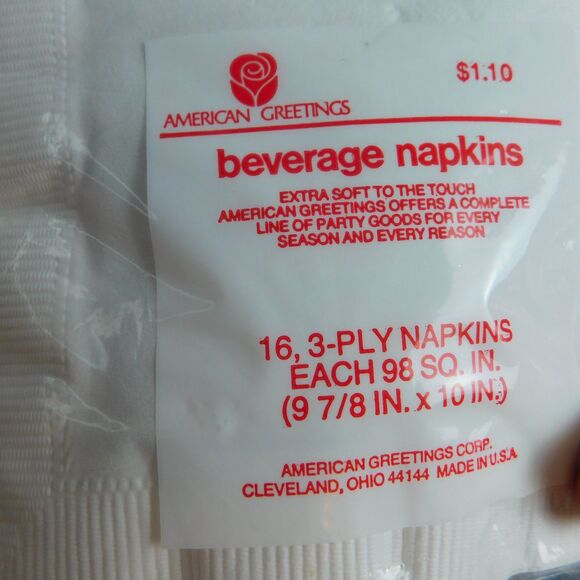 $1.10
AMERICAN GREETINGS
beverage napkins
EXTRA SOFT TO THE TOUCH
AMERICAN GREETINGS OFFERS A COMPLETE
LINE OF PARTY GOODS FOR EVERY
SEASON AND EVERY REASON
16, 3-PLY NAPKINS
EACH 98 SQ. IN.
(9 7/8 IN. x 10 IN.)
AMERICAN GREETINGS CORP.
CLEVELAND, OHIO 44144 MADE IN U.S.A.